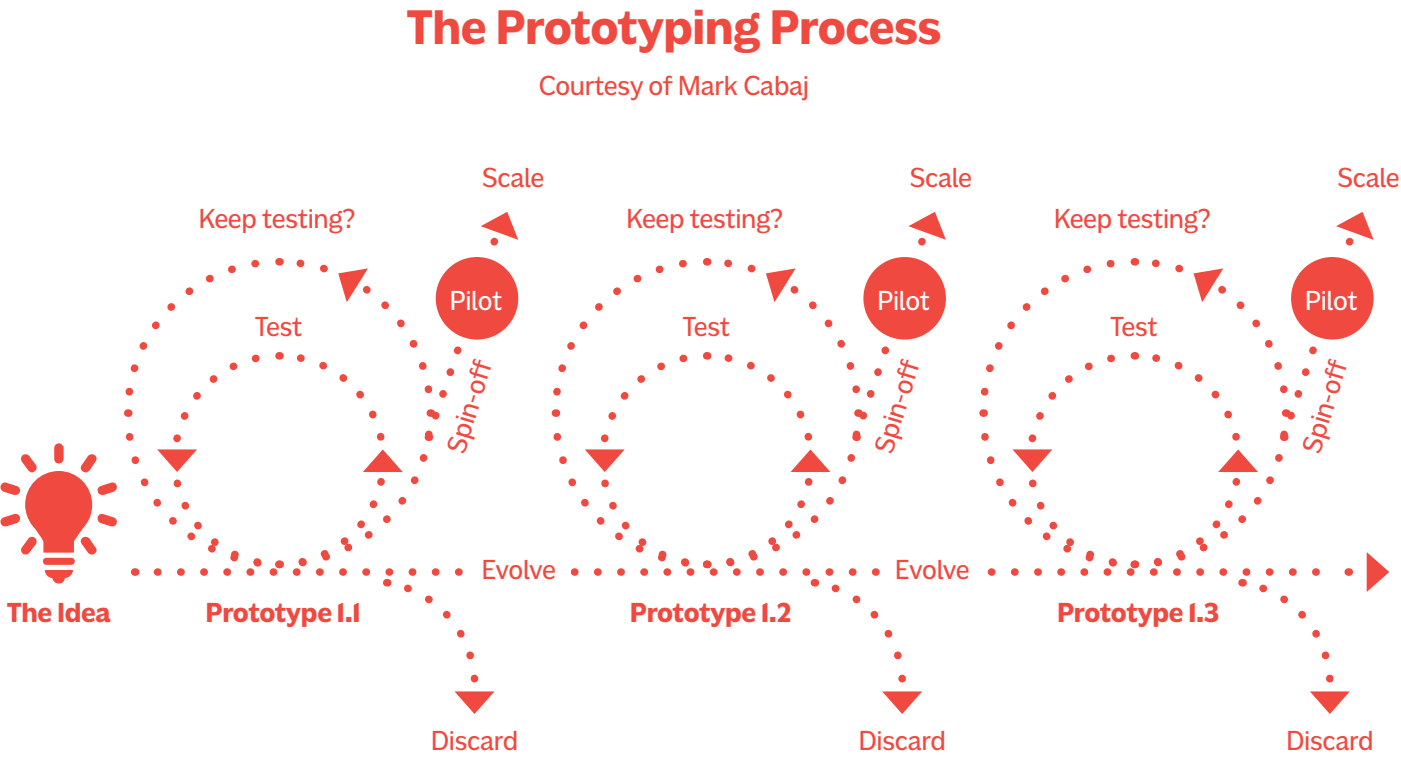 The Prototyping Process
Courtesy of Mark Cabaj
Scale
Scale
Scale
Keep testing?
Keep testing?
Keep testing?
Pilot
Pilot
Pilot
Test
Test
Test
Spin-off
Spin-off
Spin-off
Evolve
Evolve
The Idea
Prototype 1.1
Prototype 1.2
Prototype 1.3
Discard
Discard
Discard